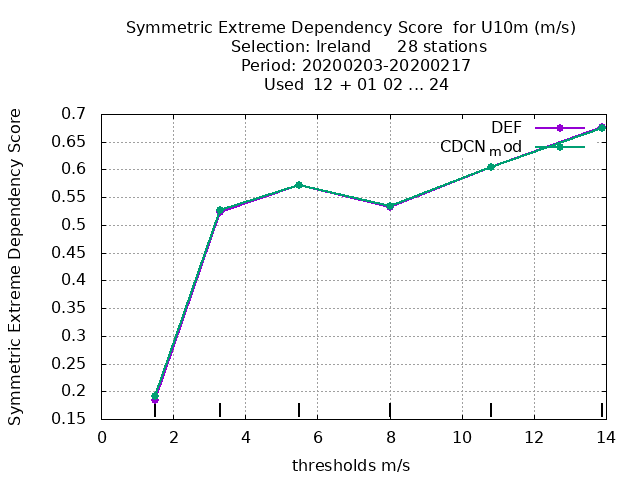 Symmetric Extreme Dependency Score  for U10m (m/s)
Selection: Ireland     28 stations
Period: 20200203-20200217
Used  12 + 01 02 ... 24
Symmetric Extreme Dependency Score
0.7
0.65
0.6
0.55
0.5
0.45
0.4
0.35
0.3
0.25
0.2
0.15
DEF
CDCN mod
0 2 4 6 8 10 12 14
thresholds m/s